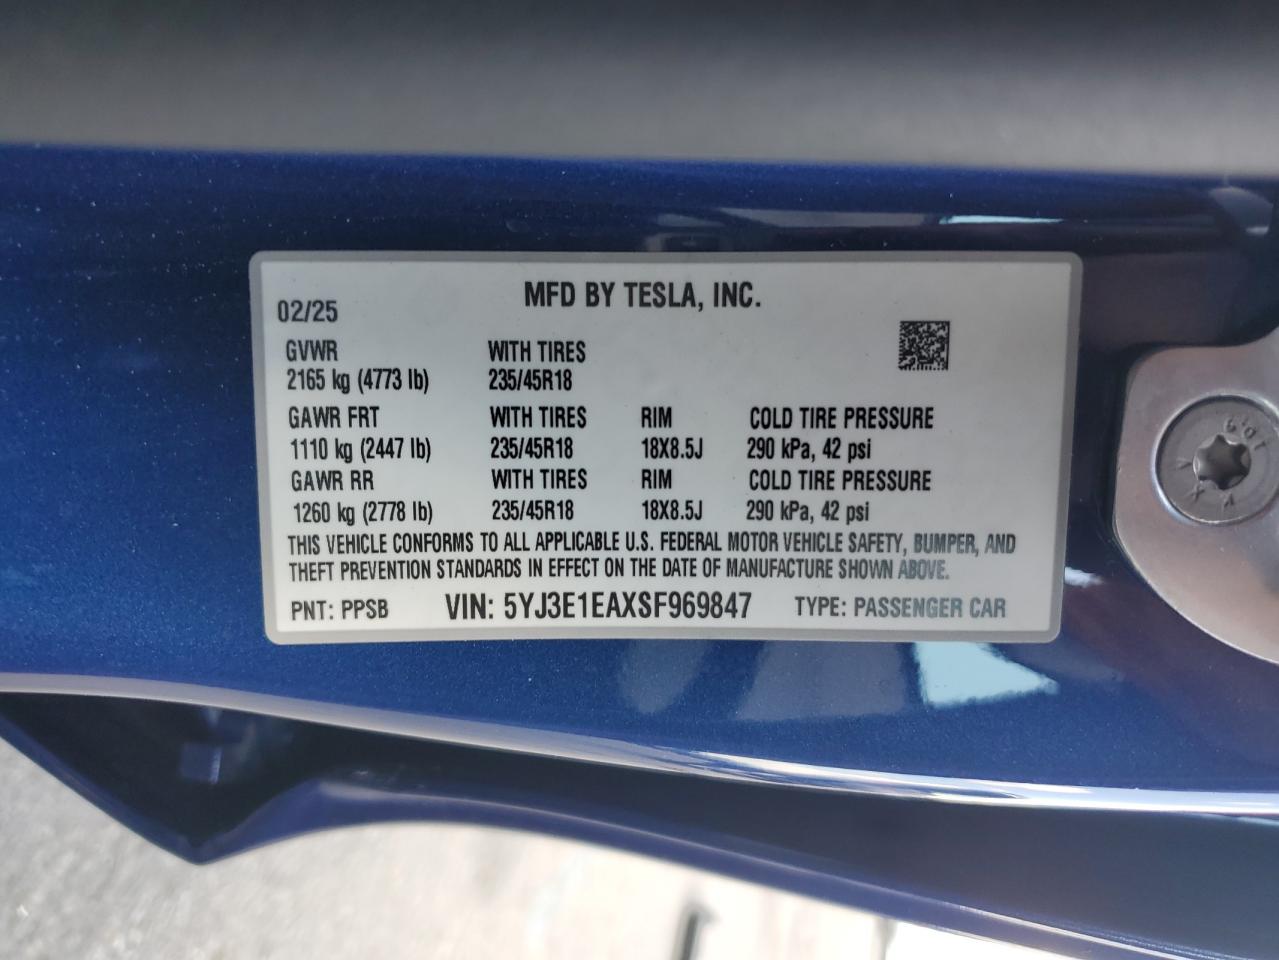 MFD BY TESLA, INC.
02/25
GVWR WITH TIRES
2165 kg (4773 lb) 235/45R18
GAWR FRT WITH TIRES RIM COLD TIRE PRESSURE
1110 kg (2447 lb) 235/45R18 18X8.5J 290 kPa, 42 psi
GAWR RR WITH TIRES RIM COLD TIRE PRESSURE
1260 kg (2778 lb) 235/45R18 18X8.5J 290 kPa, 42 psi
THIS VEHICLE CONFORMS TO ALL APPLICABLE U.S. FEDERAL MOTOR VEHICLE SAFETY, BUMPER, AND
THEFT PREVENTION STANDARDS IN EFFECT ON THE DATE OF MANUFACTURE SHOWN ABOVE.
PNT: PPSB VIN: 5YJ3E1EAXSF969847 TYPE: PASSENGER CAR